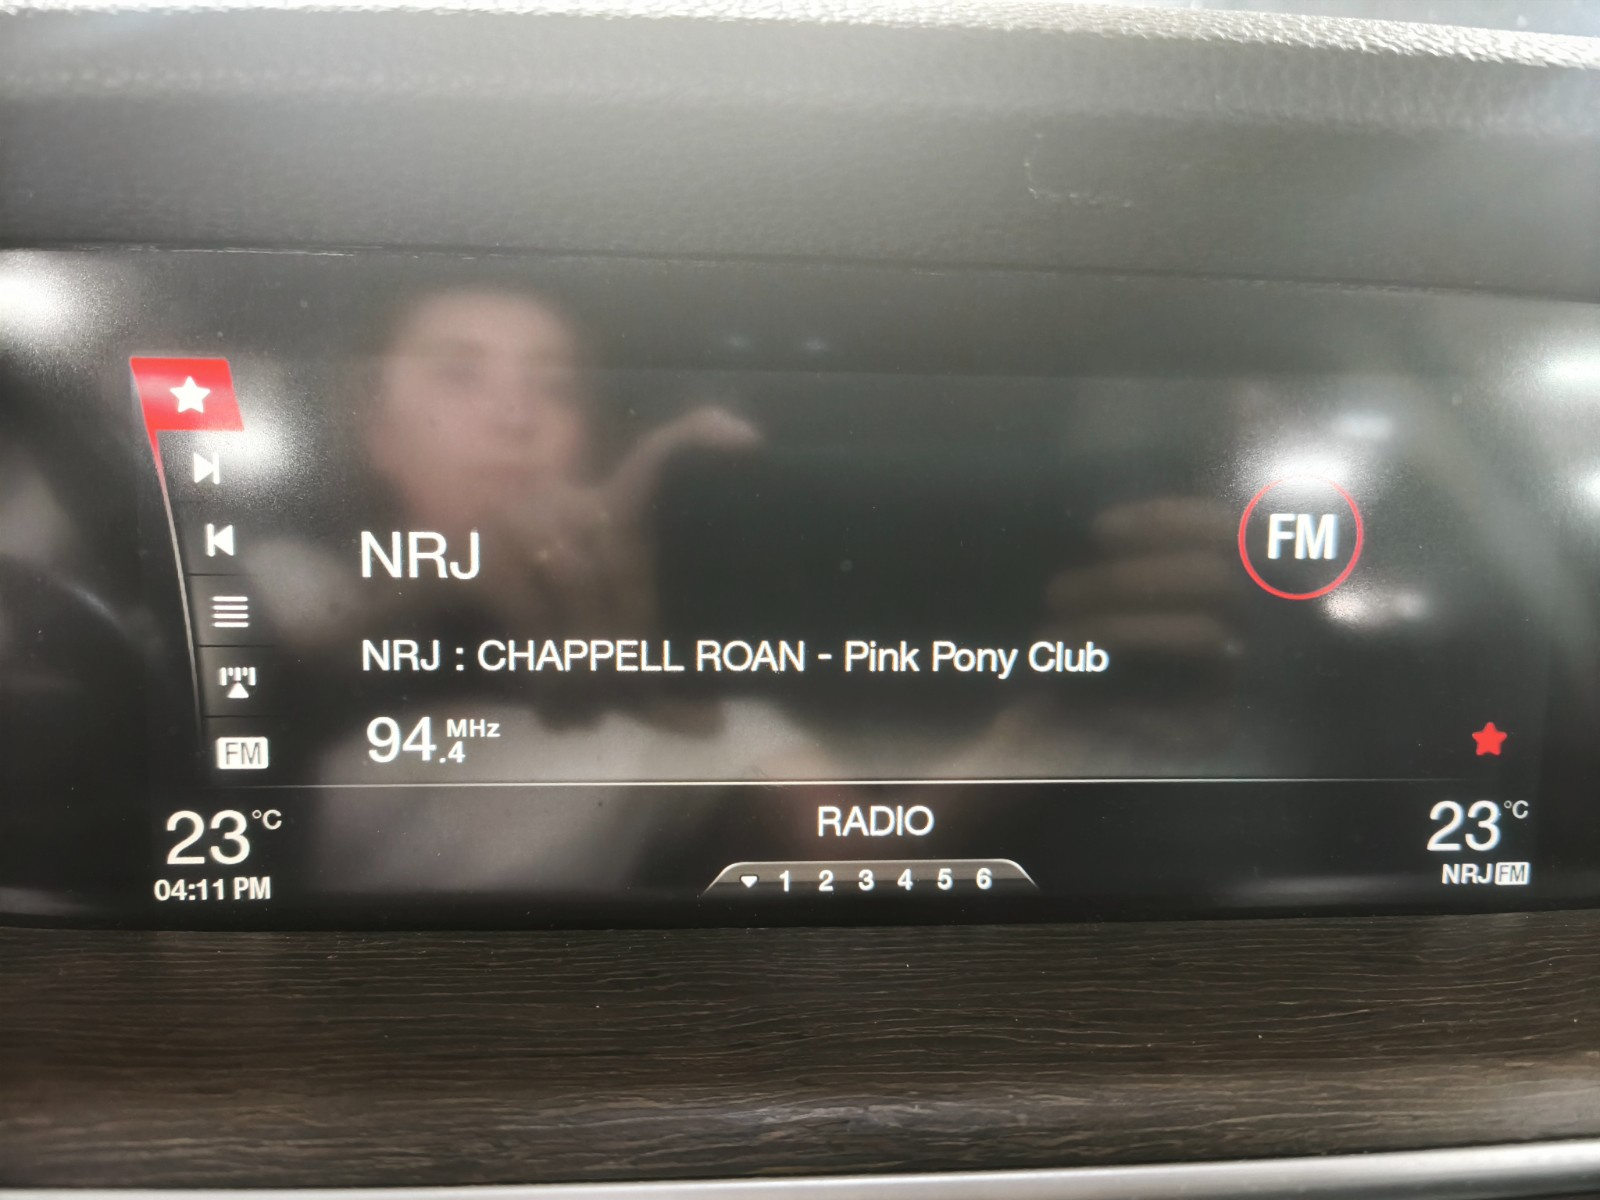 NRJ
FM
NRJ : CHAPPELL ROAN - Pink Pony Club
94.4 MHz
FM
RADIO
23°C
23°C
04:11 PM
1 2 3 4 5 6
NRJ FM